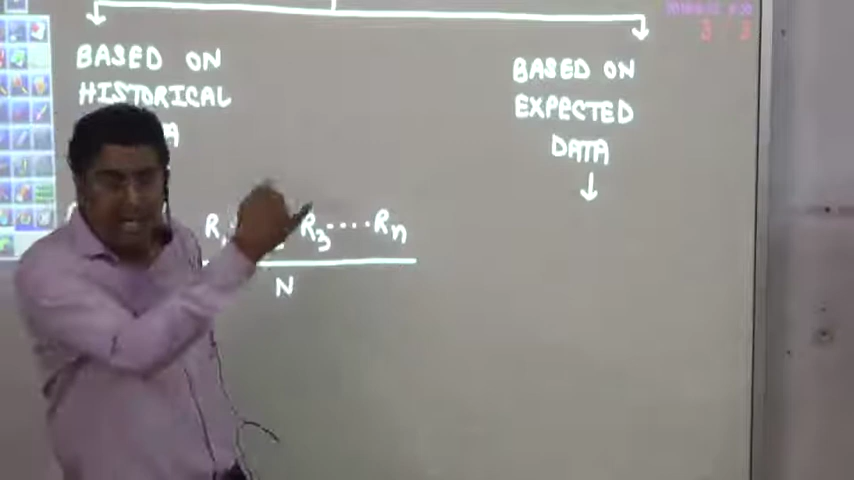 BASED ON
HISTORICAL
BASED ON
EXPECTED
DATA
R3.....Rn
N